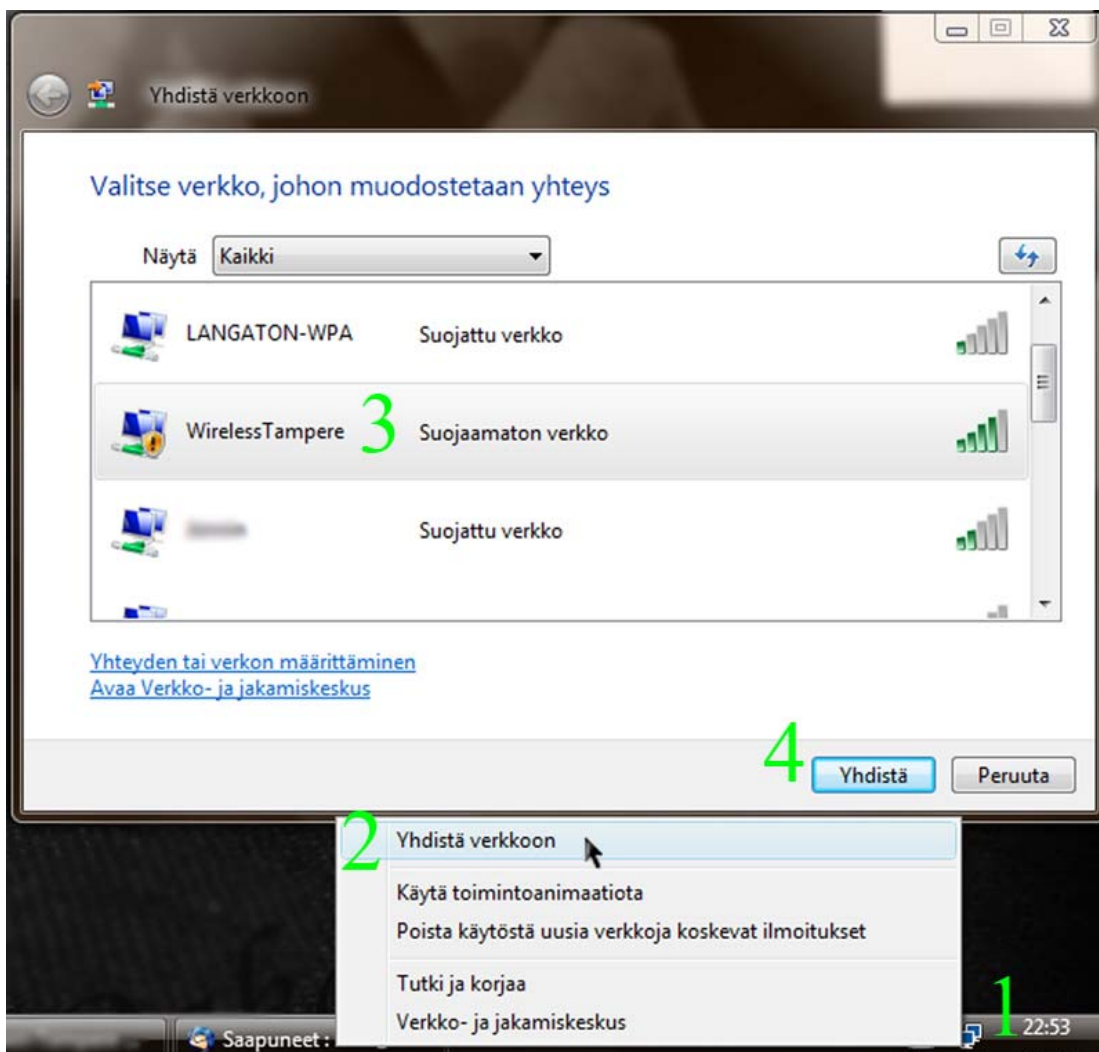 Yhdistä verkkoon
Valitse verkko, johon muodostetaan yhteys
Näytä Kaikki
LANGATON-WPA Suojattu verkko
WirelessTampere 3 Suojaamaton verkko
Suojattu verkko
Yhteyden tai verkon määrittäminen
Avaa Verkko- ja jakamiskeskus
4 Yhdistä Peruuta
2 Yhdistä verkkoon
Käytä toimintoanimaatiota
Poista käytöstä uusia verkkoja koskevat ilmoitukset
Tutki ja korjaa
Verkko- ja jakamiskeskus
Saapuneet : 1 22:53